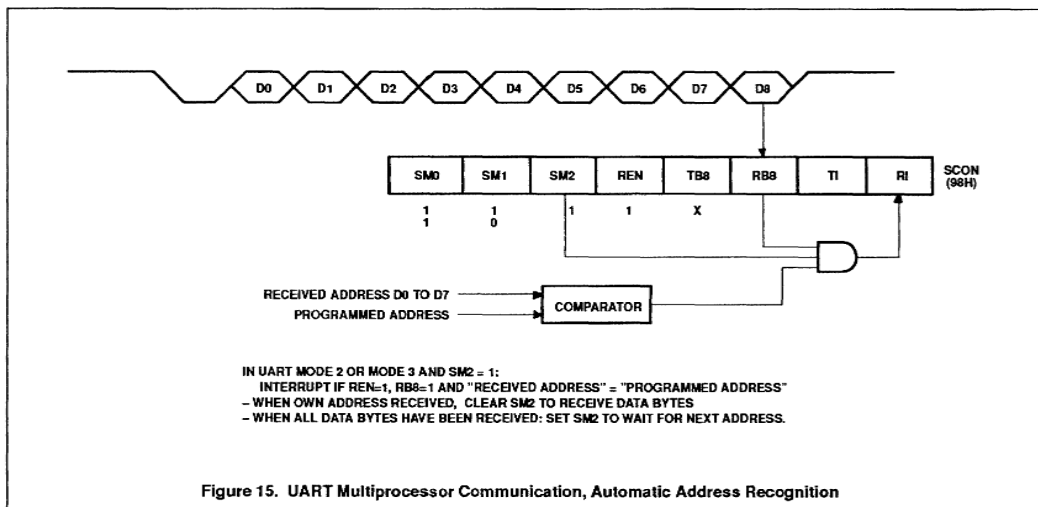 D0 D1 D2 D3 D4 D5 D6 D7 D8
SM0 SM1 SM2 REN TB8 RB8 TI RI
SCON
(98H)
1 1 1 1 X
1 0
RECEIVED ADDRESS D0 TO D7
PROGRAMMED ADDRESS
COMPARATOR
IN UART MODE 2 OR MODE 3 AND SM2 = 1:
INTERRUPT IF REN=1, RB8=1 AND "RECEIVED ADDRESS" = "PROGRAMMED ADDRESS"
– WHEN OWN ADDRESS RECEIVED, CLEAR SM2 TO RECEIVE DATA BYTES
– WHEN ALL DATA BYTES HAVE BEEN RECEIVED: SET SM2 TO WAIT FOR NEXT ADDRESS.
Figure 15. UART Multiprocessor Communication, Automatic Address Recognition